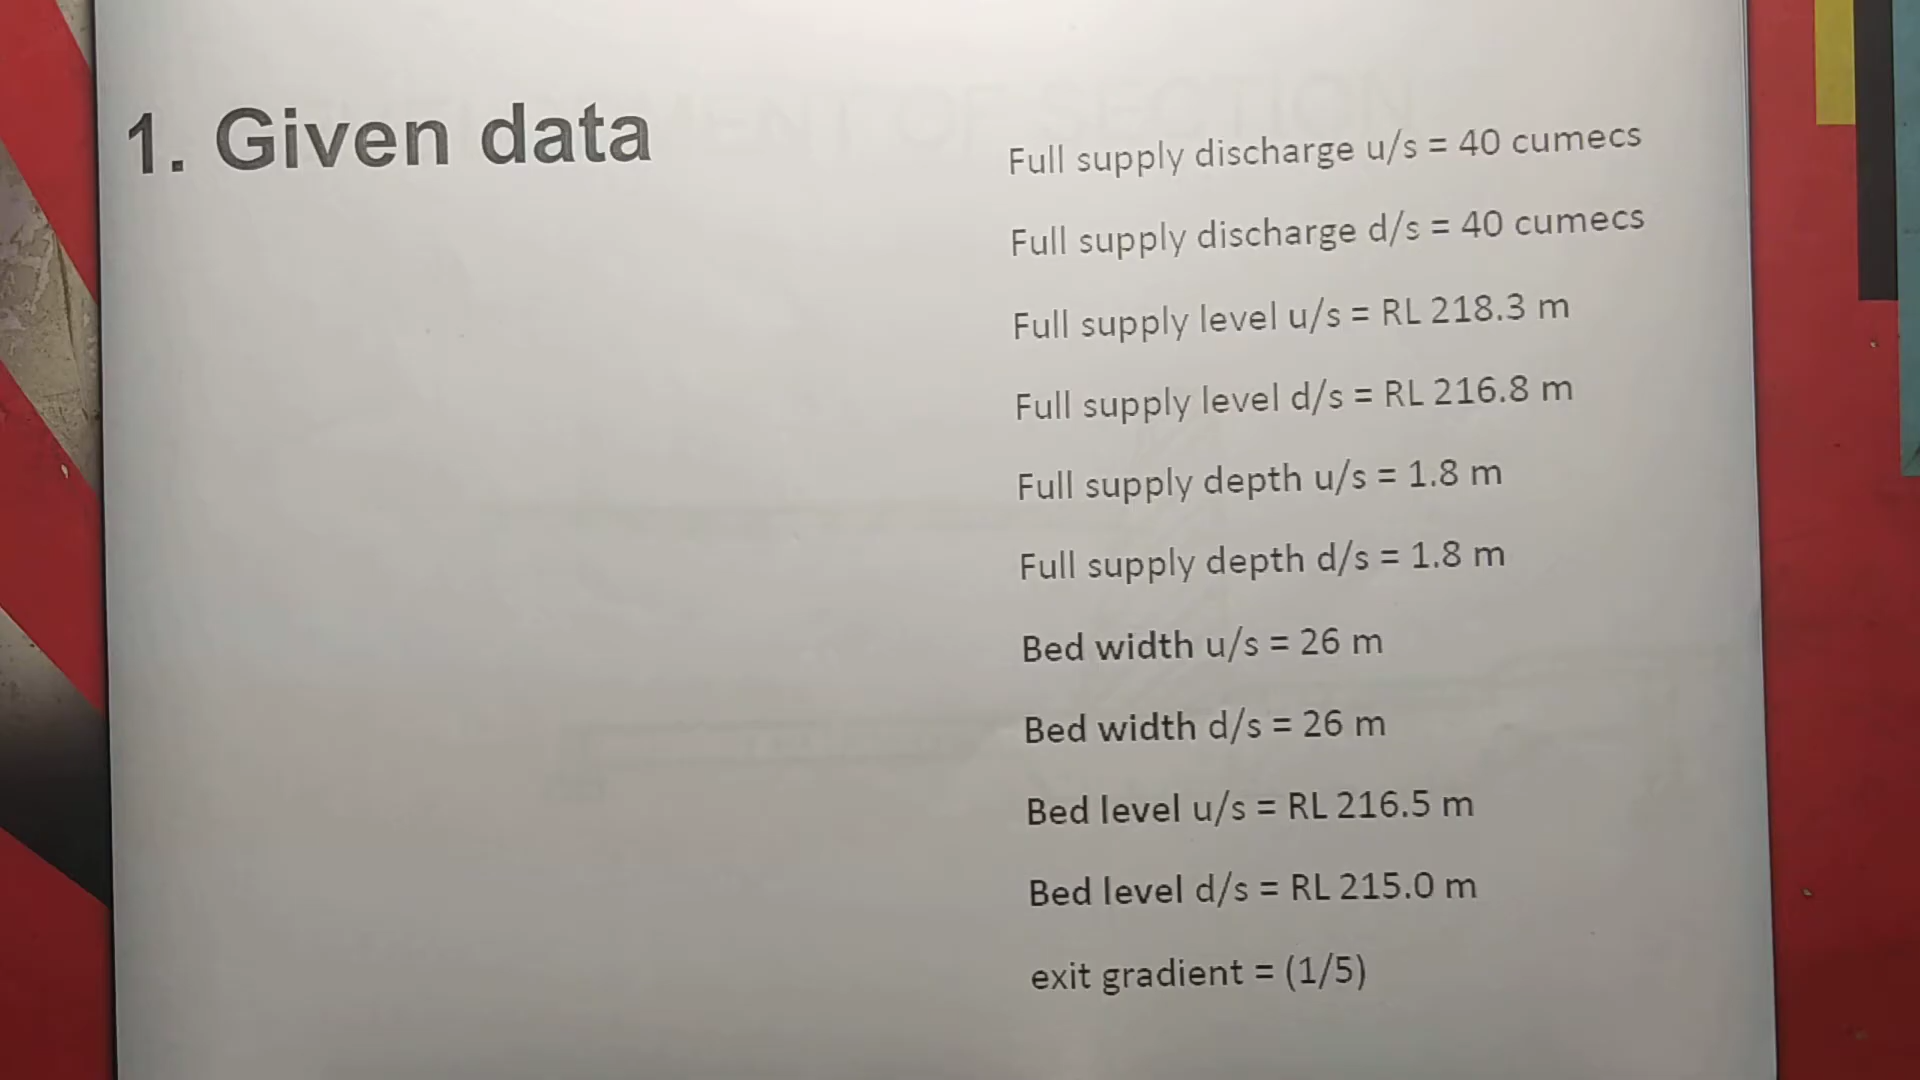 1. Given data
Full supply discharge u/s = 40 cumecs
Full supply discharge d/s = 40 cumecs
Full supply level u/s = RL 218.3 m
Full supply level d/s = RL 216.8 m
Full supply depth u/s = 1.8 m
Full supply depth d/s = 1.8 m
Bed width u/s = 26 m
Bed width d/s = 26 m
Bed level u/s = RL 216.5 m
Bed level d/s = RL 215.0 m
exit gradient = (1/5)